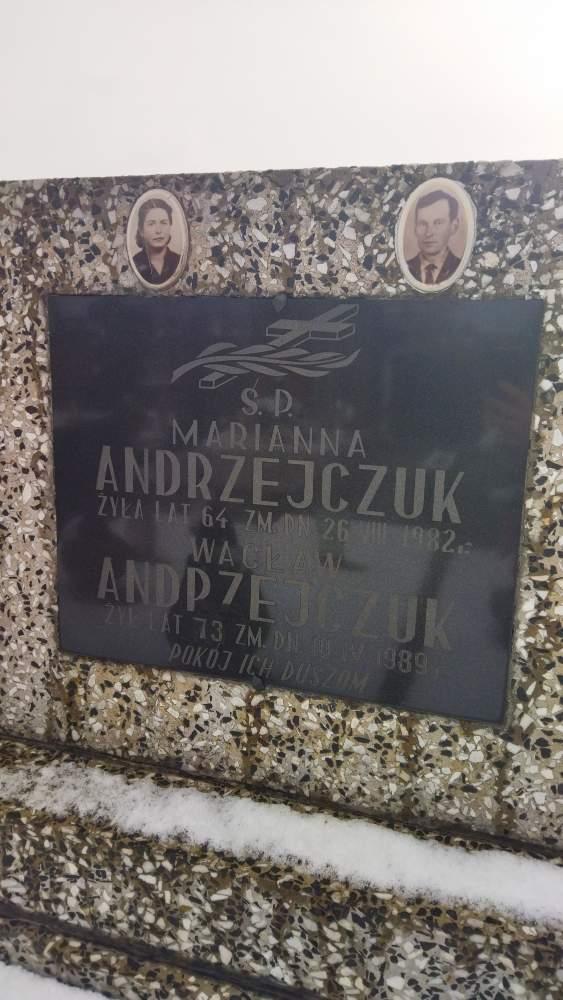 Ś. P.
MARIANNA
ANDRZEJCZUK
ŻYŁA LAT 64 ZM. DN 26 VIII 1982 r.
WACŁAW
ANDRZEJCZUK
ŻYŁ LAT 73 ZM. DN. 1989 r.
POKÓJ ICH DUSZOM